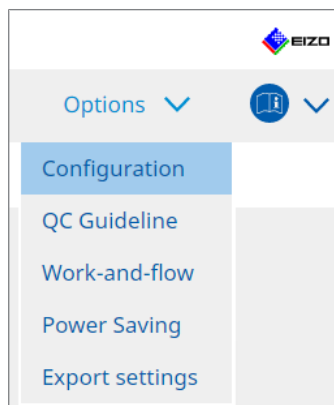 EIZO
Options
Configuration
QC Guideline
Work-and-flow
Power Saving
Export settings